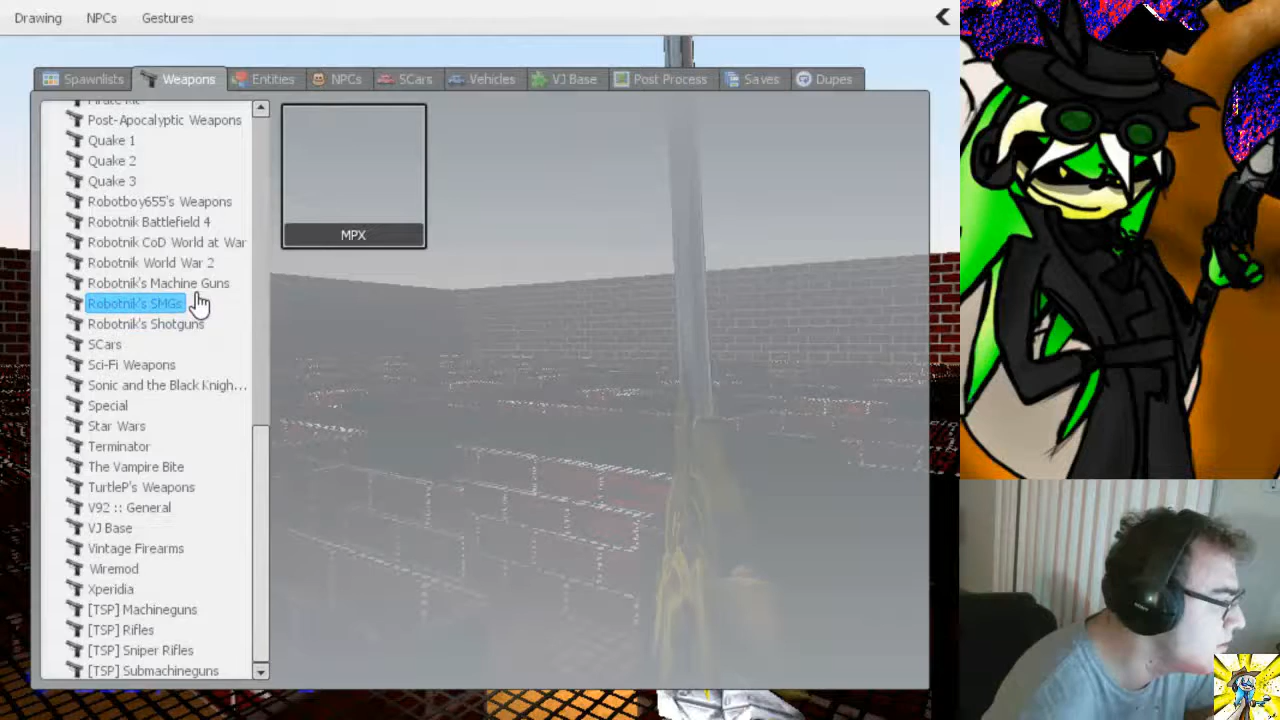 Drawing NPCs Gestures
Spawnlists Weapons Entities NPCs SCars Vehicles VJ Base Post Process Saves Dupes
Post-Apocalyptic Weapons
Quake 1
Quake 2
Quake 3
Robotboy655's Weapons
Robotnik Battlefield 4
Robotnik CoD World at War
Robotnik World War 2
Robotnik's Machine Guns
Robotnik's SMGs
Robotnik's Shotguns
SCars
Sci-Fi Weapons
Sonic and the Black Knigh...
Special
Star Wars
Terminator
The Vampire Bite
TurtleP's Weapons
V92 :: General
VJ Base
Vintage Firearms
Wiremod
Xperidia
[TSP] Machineguns
[TSP] Rifles
[TSP] Sniper Rifles
[TSP] Submachineguns
MPX